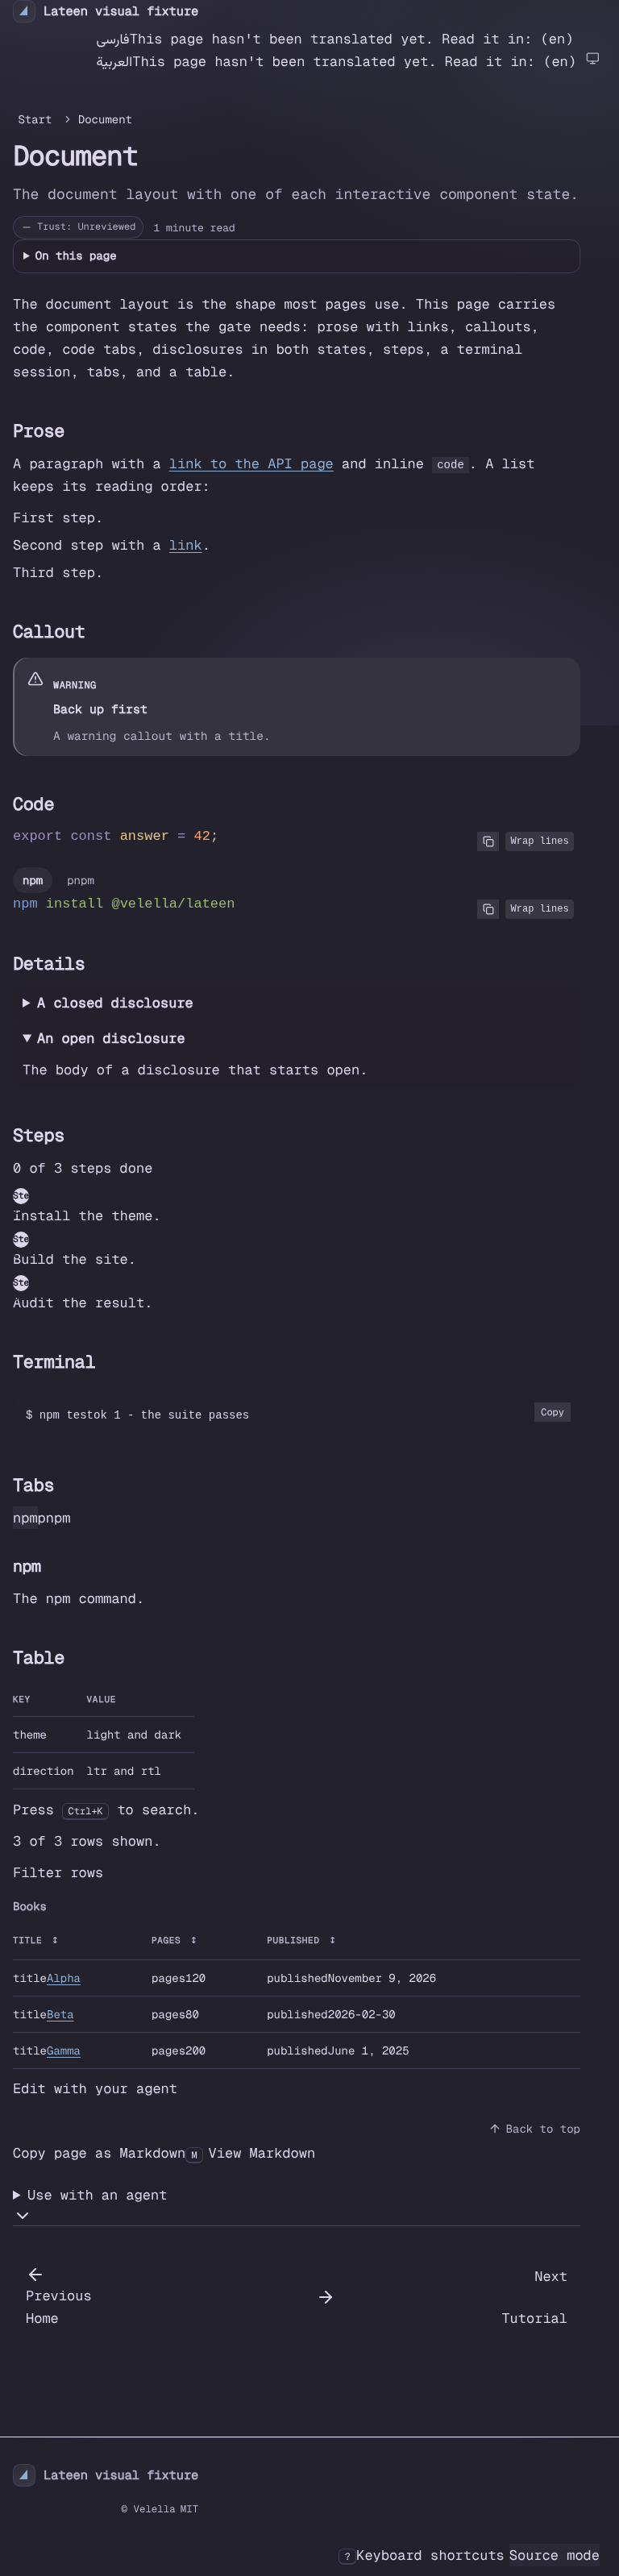 Lateen visual fixture
فارسیThis page hasn't been translated yet. Read it in: (en)
العربيةThis page hasn't been translated yet. Read it in: (en)
Start > Document
Document
The document layout with one of each interactive component state.
— Trust: Unreviewed 1 minute read
On this page
The document layout is the shape most pages use. This page carries
the component states the gate needs: prose with links, callouts,
code, code tabs, disclosures in both states, steps, a terminal
session, tabs, and a table.
Prose
A paragraph with a link to the API page and inline code. A list
keeps its reading order:
First step.
Second step with a link.
Third step.
Callout
WARNING
Back up first
A warning callout with a title.
Code
export const answer = 42;
Wrap lines
npm pnpm
npm install @velella/lateen
Wrap lines
Details
A closed disclosure
An open disclosure
The body of a disclosure that starts open.
Steps
0 of 3 steps done
Ste
Install the theme.
Ste
Build the site.
Ste
Audit the result.
Terminal
$ npm testok 1 - the suite passes
Copy
Tabs
npmpnpm
npm
The npm command.
Table
KEY VALUE
theme light and dark
direction ltr and rtl
Press Ctrl+K to search.
3 of 3 rows shown.
Filter rows
Books
TITLE ↕ PAGES ↕ PUBLISHED ↕
titleAlpha pages120 publishedNovember 9, 2026
titleBeta pages80 published2026-02-30
titleGamma pages200 publishedJune 1, 2025
Edit with your agent
↑ Back to top
Copy page as Markdown M View Markdown
Use with an agent
Previous
Home
Next
Tutorial
Lateen visual fixture
© Velella MIT
? Keyboard shortcuts Source mode